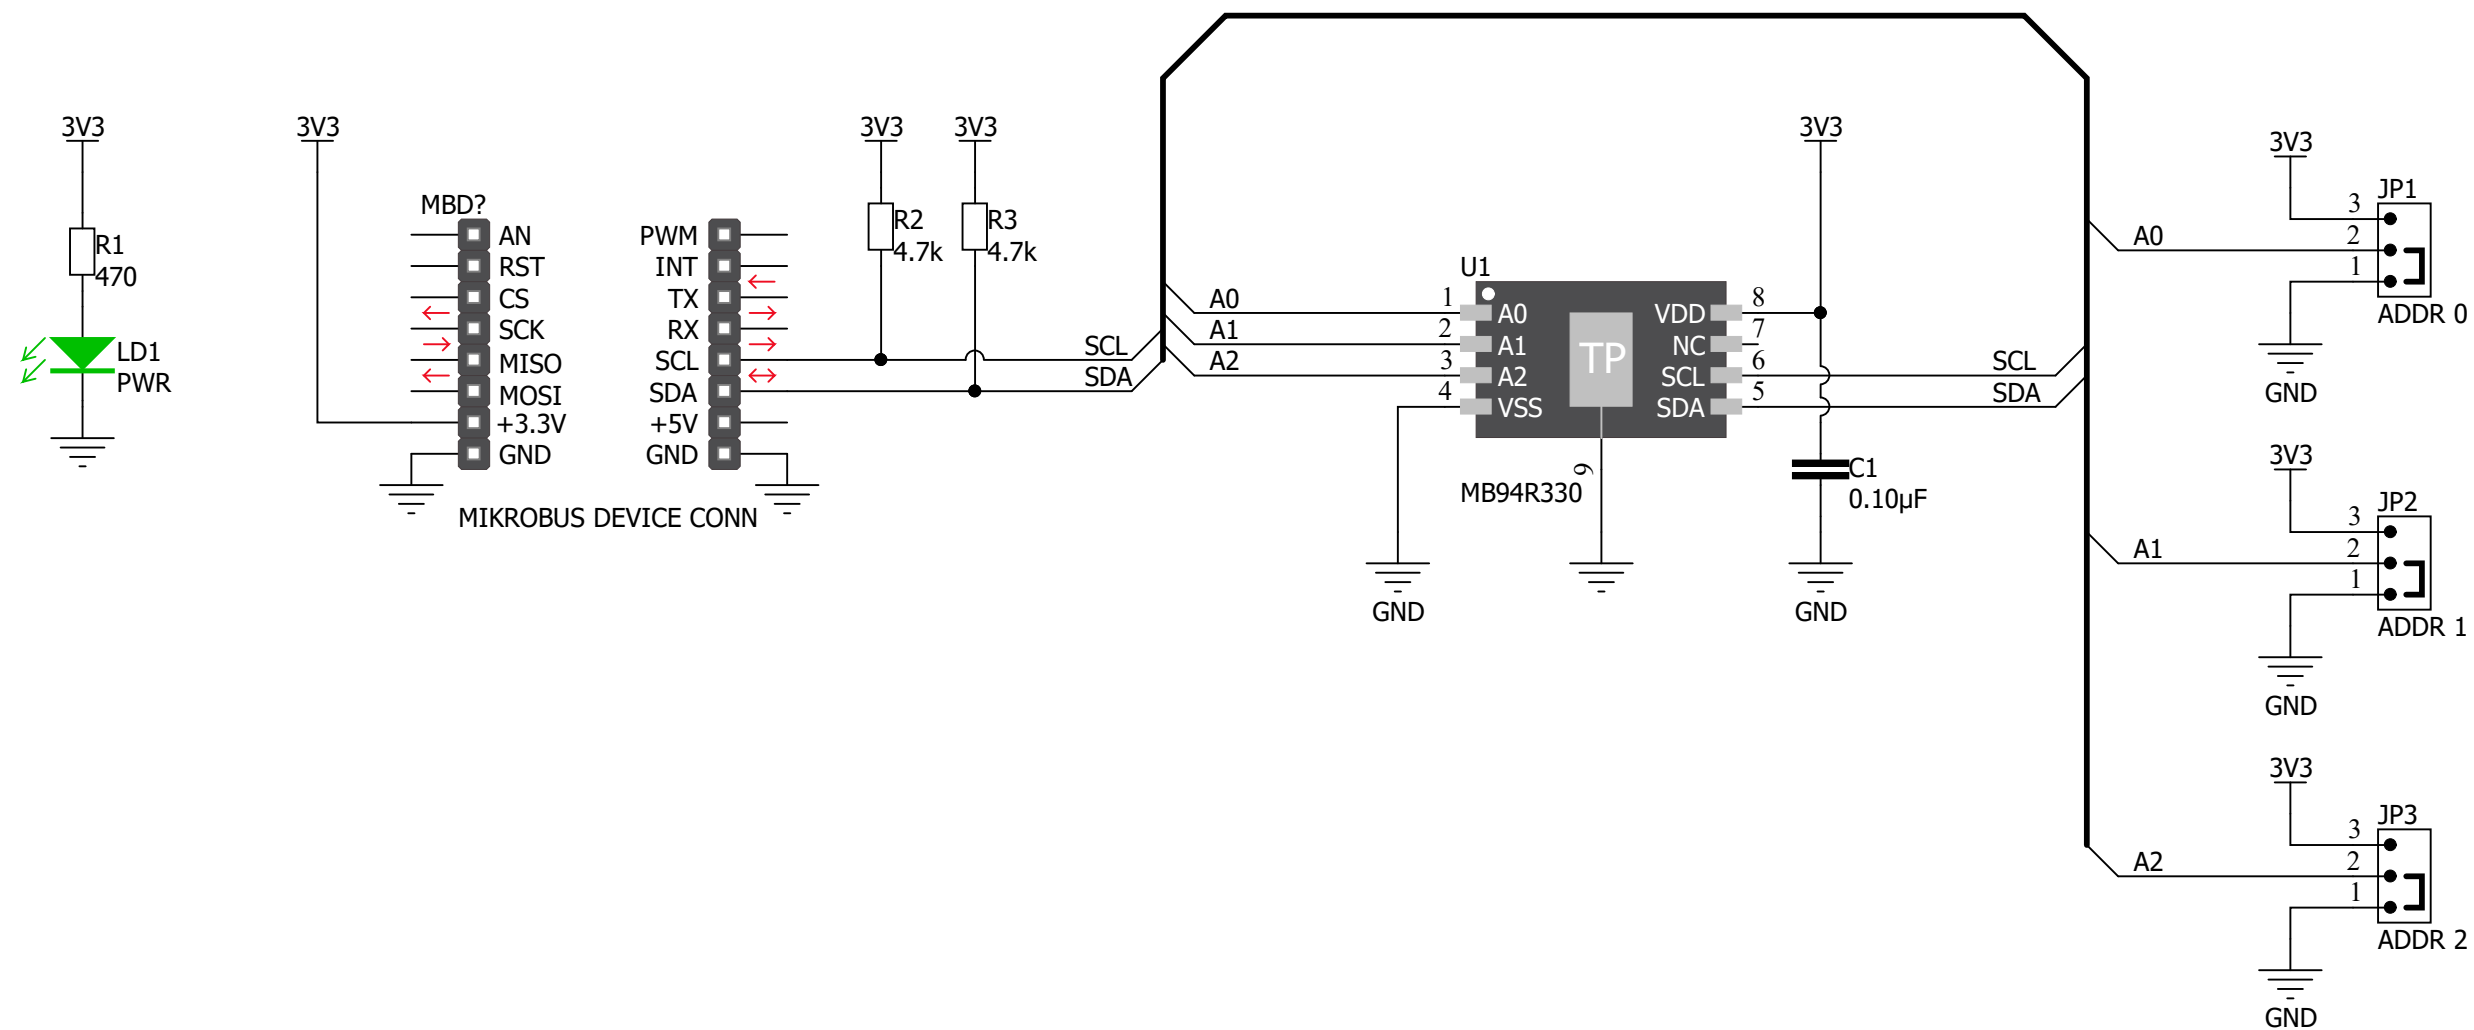 3V3
R1
470
LD1
PWR
3V3
MBD?
AN
RST
CS
SCK
MISO
MOSI
+3.3V
GND
PWM
INT
TX
RX
SCL
SDA
+5V
GND
MIKROBUS DEVICE CONN
3V3
R2
4.7k
3V3
R3
4.7k
SCL
SDA
A0
A1
A2
U1
1
2
3
4
A0
A1
A2
VSS
TP
VDD
NC
SCL
SDA
8
7
6
5
9
MB94R330
GND
3V3
C1
0.10µF
GND
SCL
SDA
3V3
JP1
3
A0
2
1
ADDR 0
GND
3V3
JP2
3
A1
2
1
ADDR 1
GND
3V3
JP3
3
A2
2
1
ADDR 2
GND